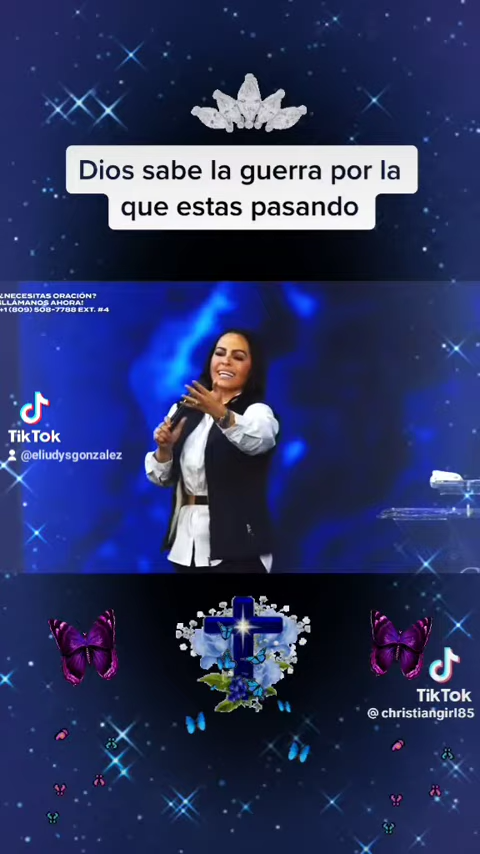 Dios sabe la guerra por la
que estas pasando
¿NECESITAS ORACIÓN?
¡LLÁMANOS AHORA!
+1 (809) 508-7788 EXT. #4
TikTok
@eliudysgonzalez
TikTok
@christiangirl85